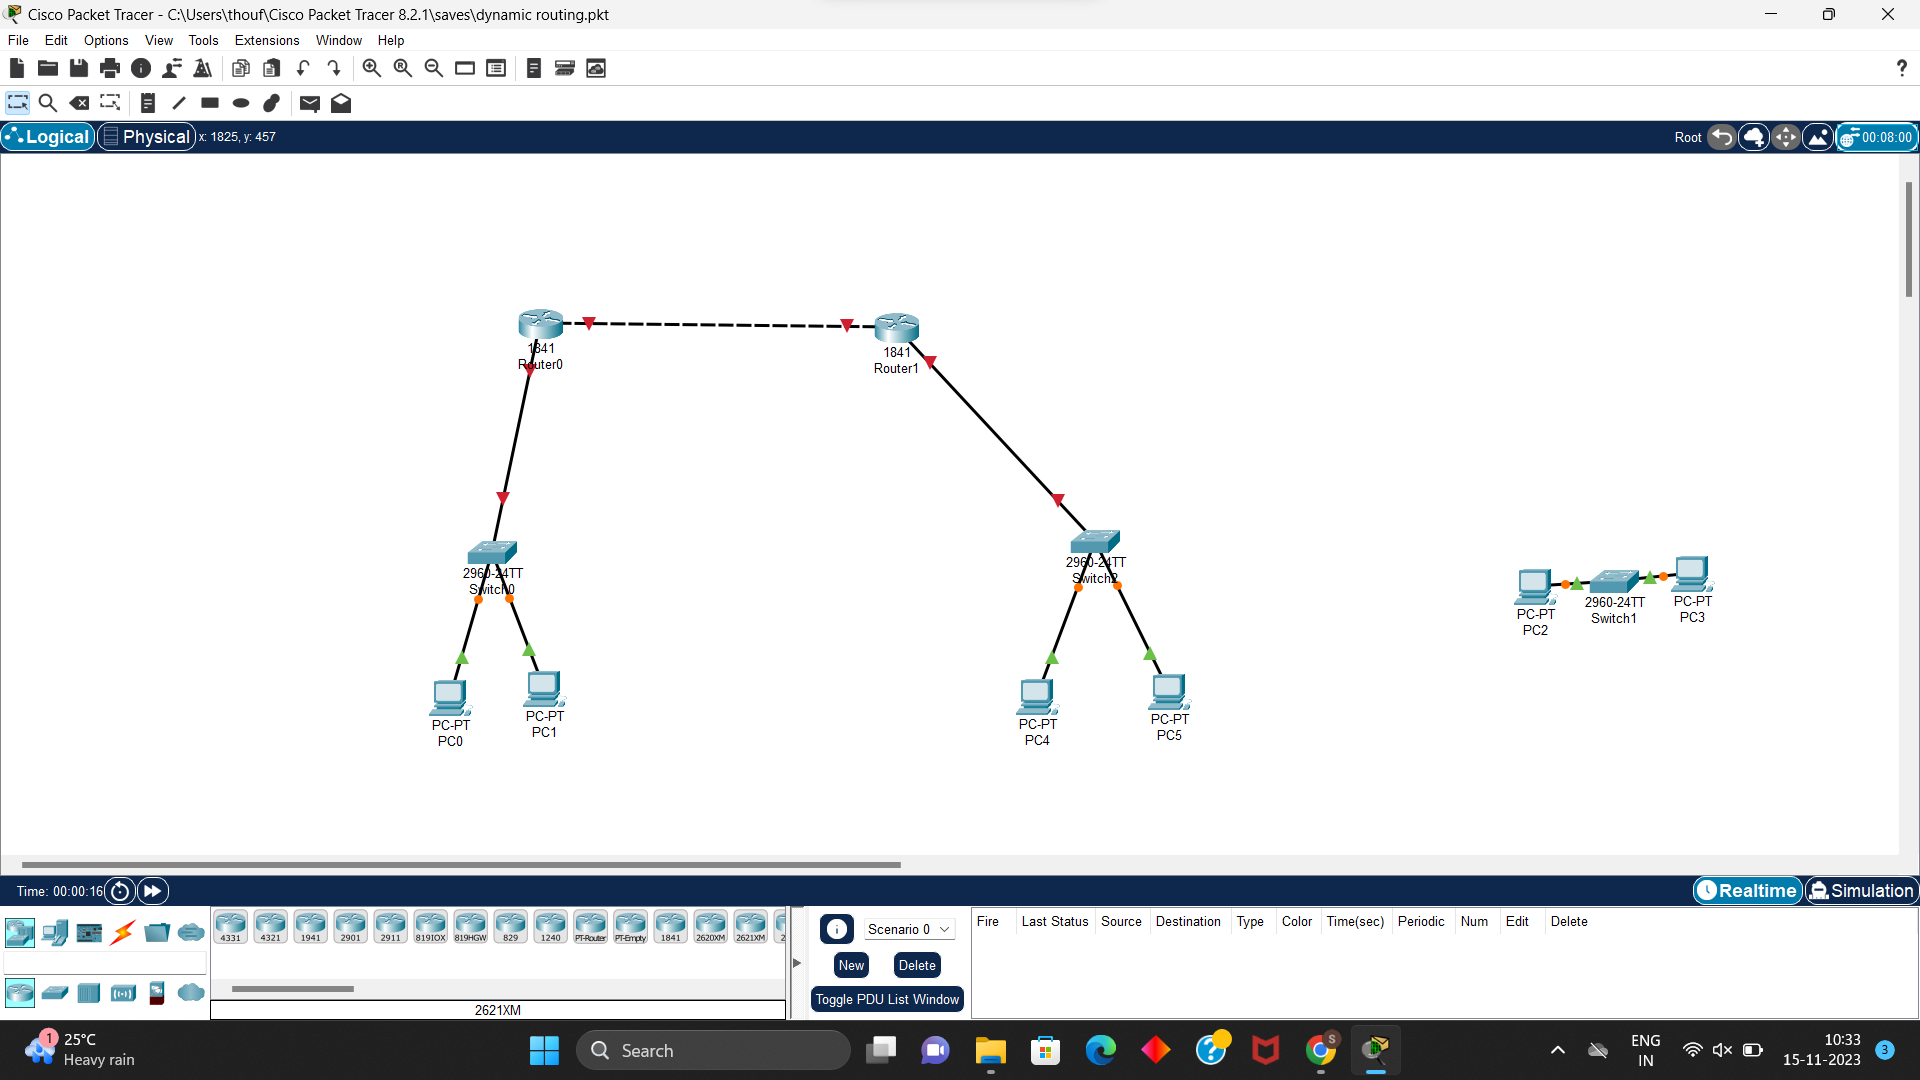 Cisco Packet Tracer - C:\Users\thouf\Cisco Packet Tracer 8.2.1\saves\dynamic routing.pkt
File Edit Options View Tools Extensions Window Help
?
Logical Physical x: 1825, y: 457 Root 00:08:00
1841
Router0
1841
Router1
2960-24TT
Switch0
2960-24TT
Switch2
PC-PT
PC2
2960-24TT
Switch1
PC-PT
PC3
PC-PT
PC0
PC-PT
PC1
PC-PT
PC4
PC-PT
PC5
Time: 00:00:16 Realtime Simulation
4331 4321 1941 2901 2911 819IOX 819HGW 829 1240 PT-Router PT-Empty 1841 2620XM 2621XM 2
2621XM
Scenario 0
New Delete
Toggle PDU List Window
Fire Last Status Source Destination Type Color Time(sec) Periodic Num Edit Delete
1 25°C
Heavy rain
Search
S
ENG
IN
10:33
15-11-2023
3